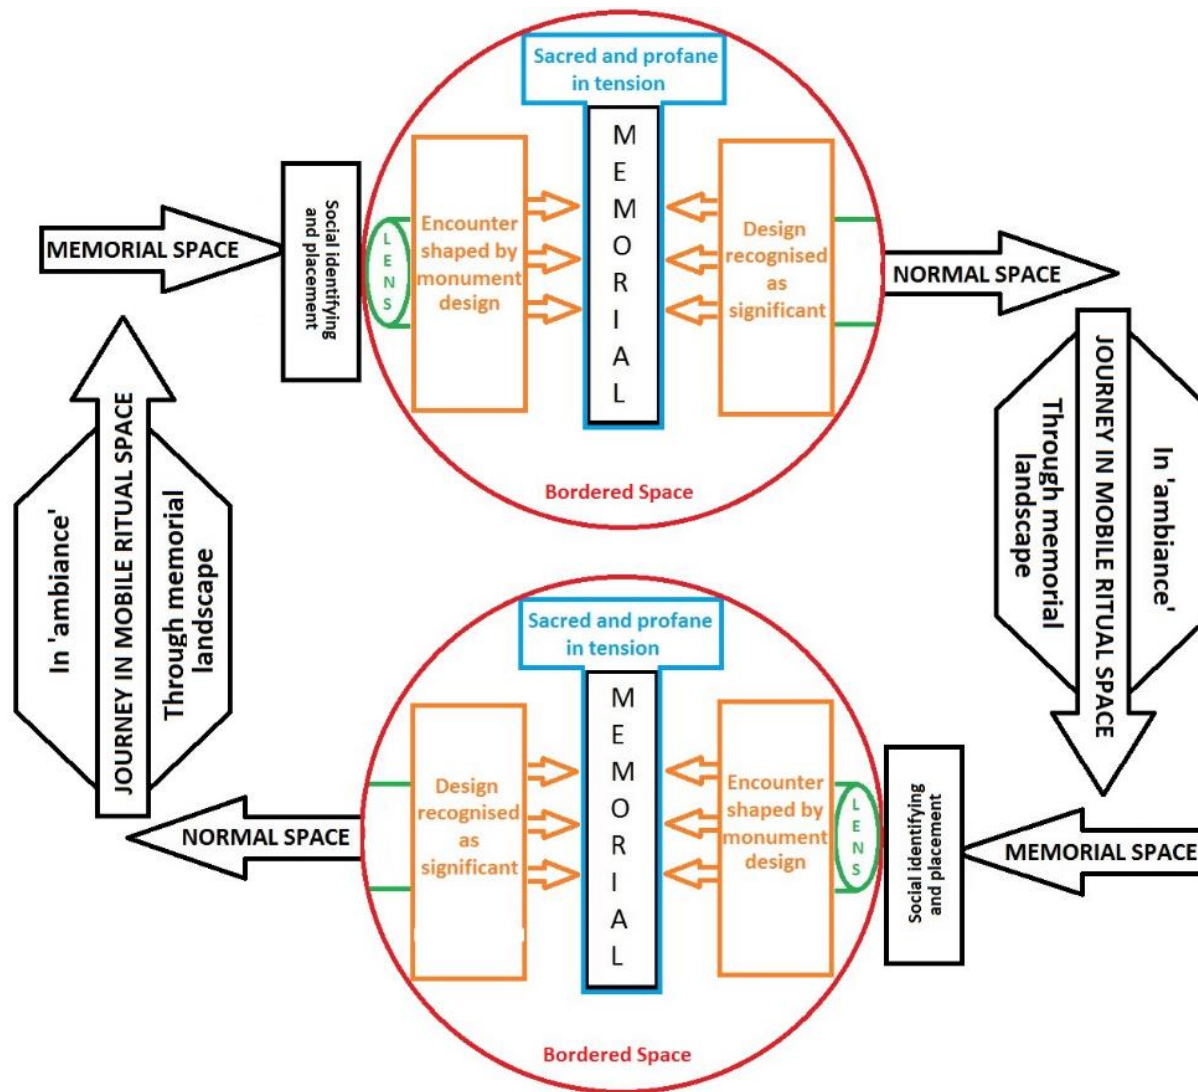 Sacred and profane
in tension
MEMORIAL
MEMORIAL SPACE
Social identifying
and placement
LENS
Encounter
shaped by
monument
design
Design
recognised
as
significant
NORMAL SPACE
Bordered Space
In 'ambiance'
JOURNEY IN MOBILE RITUAL SPACE
Through memorial
landscape
Through memorial
landscape
JOURNEY IN MOBILE RITUAL SPACE
In 'ambiance'
Sacred and profane
in tension
MEMORIAL
NORMAL SPACE
Design
recognised
as
significant
Encounter
shaped by
monument
design
LENS
Social identifying
and placement
MEMORIAL SPACE
Bordered Space